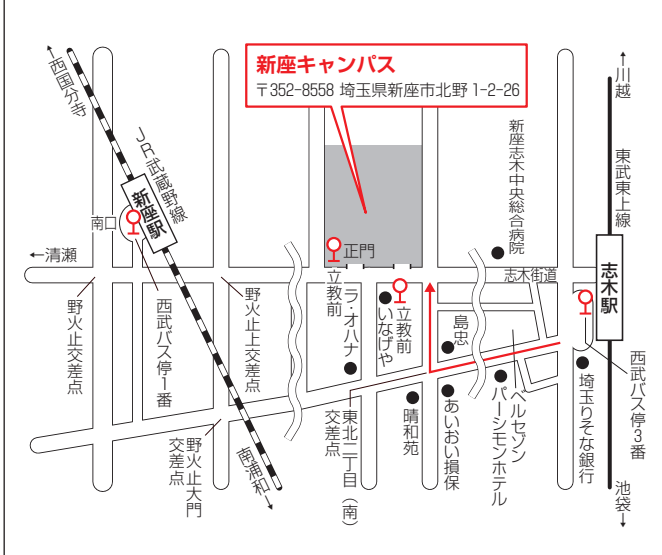 新座キャンパス
〒352-8558 埼玉県新座市北野 1-2-26
←西国分寺
JR武蔵野線
新座駅
南口
←清瀬
野火止交差点
西武バス停1番
野火止上交差点
野火止大門
交差点
南浦和→
正門
立教前
立教前
ラ・オハナ
いなげや
東北二丁目(南)
交差点
晴和苑
島忠
あいおい損保
新座志木中央総合病院
志木街道
ベルセゾン
パーシモンホテル
埼玉りそな銀行
西武バス停3番
志木駅
東武東上線
←川越
池袋→